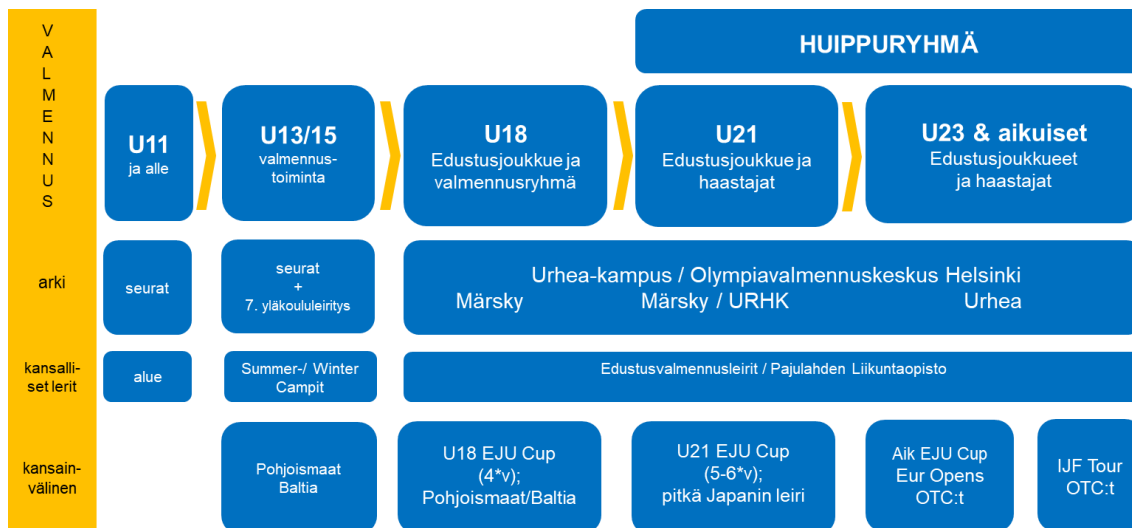 VALMENNUS
HUIPPURYHMÄ
U11
ja alle
U13/15
valmennus-
toiminta
U18
Edustusjoukkue ja
valmennusryhmä
U21
Edustusjoukkue ja
haastajat
U23 & aikuiset
Edustusjoukkueet
ja haastajat
arki
seurat
seurat
+
7. yläkoululeiritys
Urhea-kampus / Olympiavalmennuskeskus Helsinki
Märsky Märsky / URHK Urhea
kansalli-
set lerit
alue
Summer-/ Winter
Campit
Edustusvalmennusleirit / Pajulahden Liikuntaopisto
kansain-
välinen
Pohjoismaat
Baltia
U18 EJU Cup
(4*v);
Pohjoismaat/Baltia
U21 EJU Cup
(5-6*v);
pitkä Japanin leiri
Aik EJU Cup
Eur Opens
OTC:t
IJF Tour
OTC:t